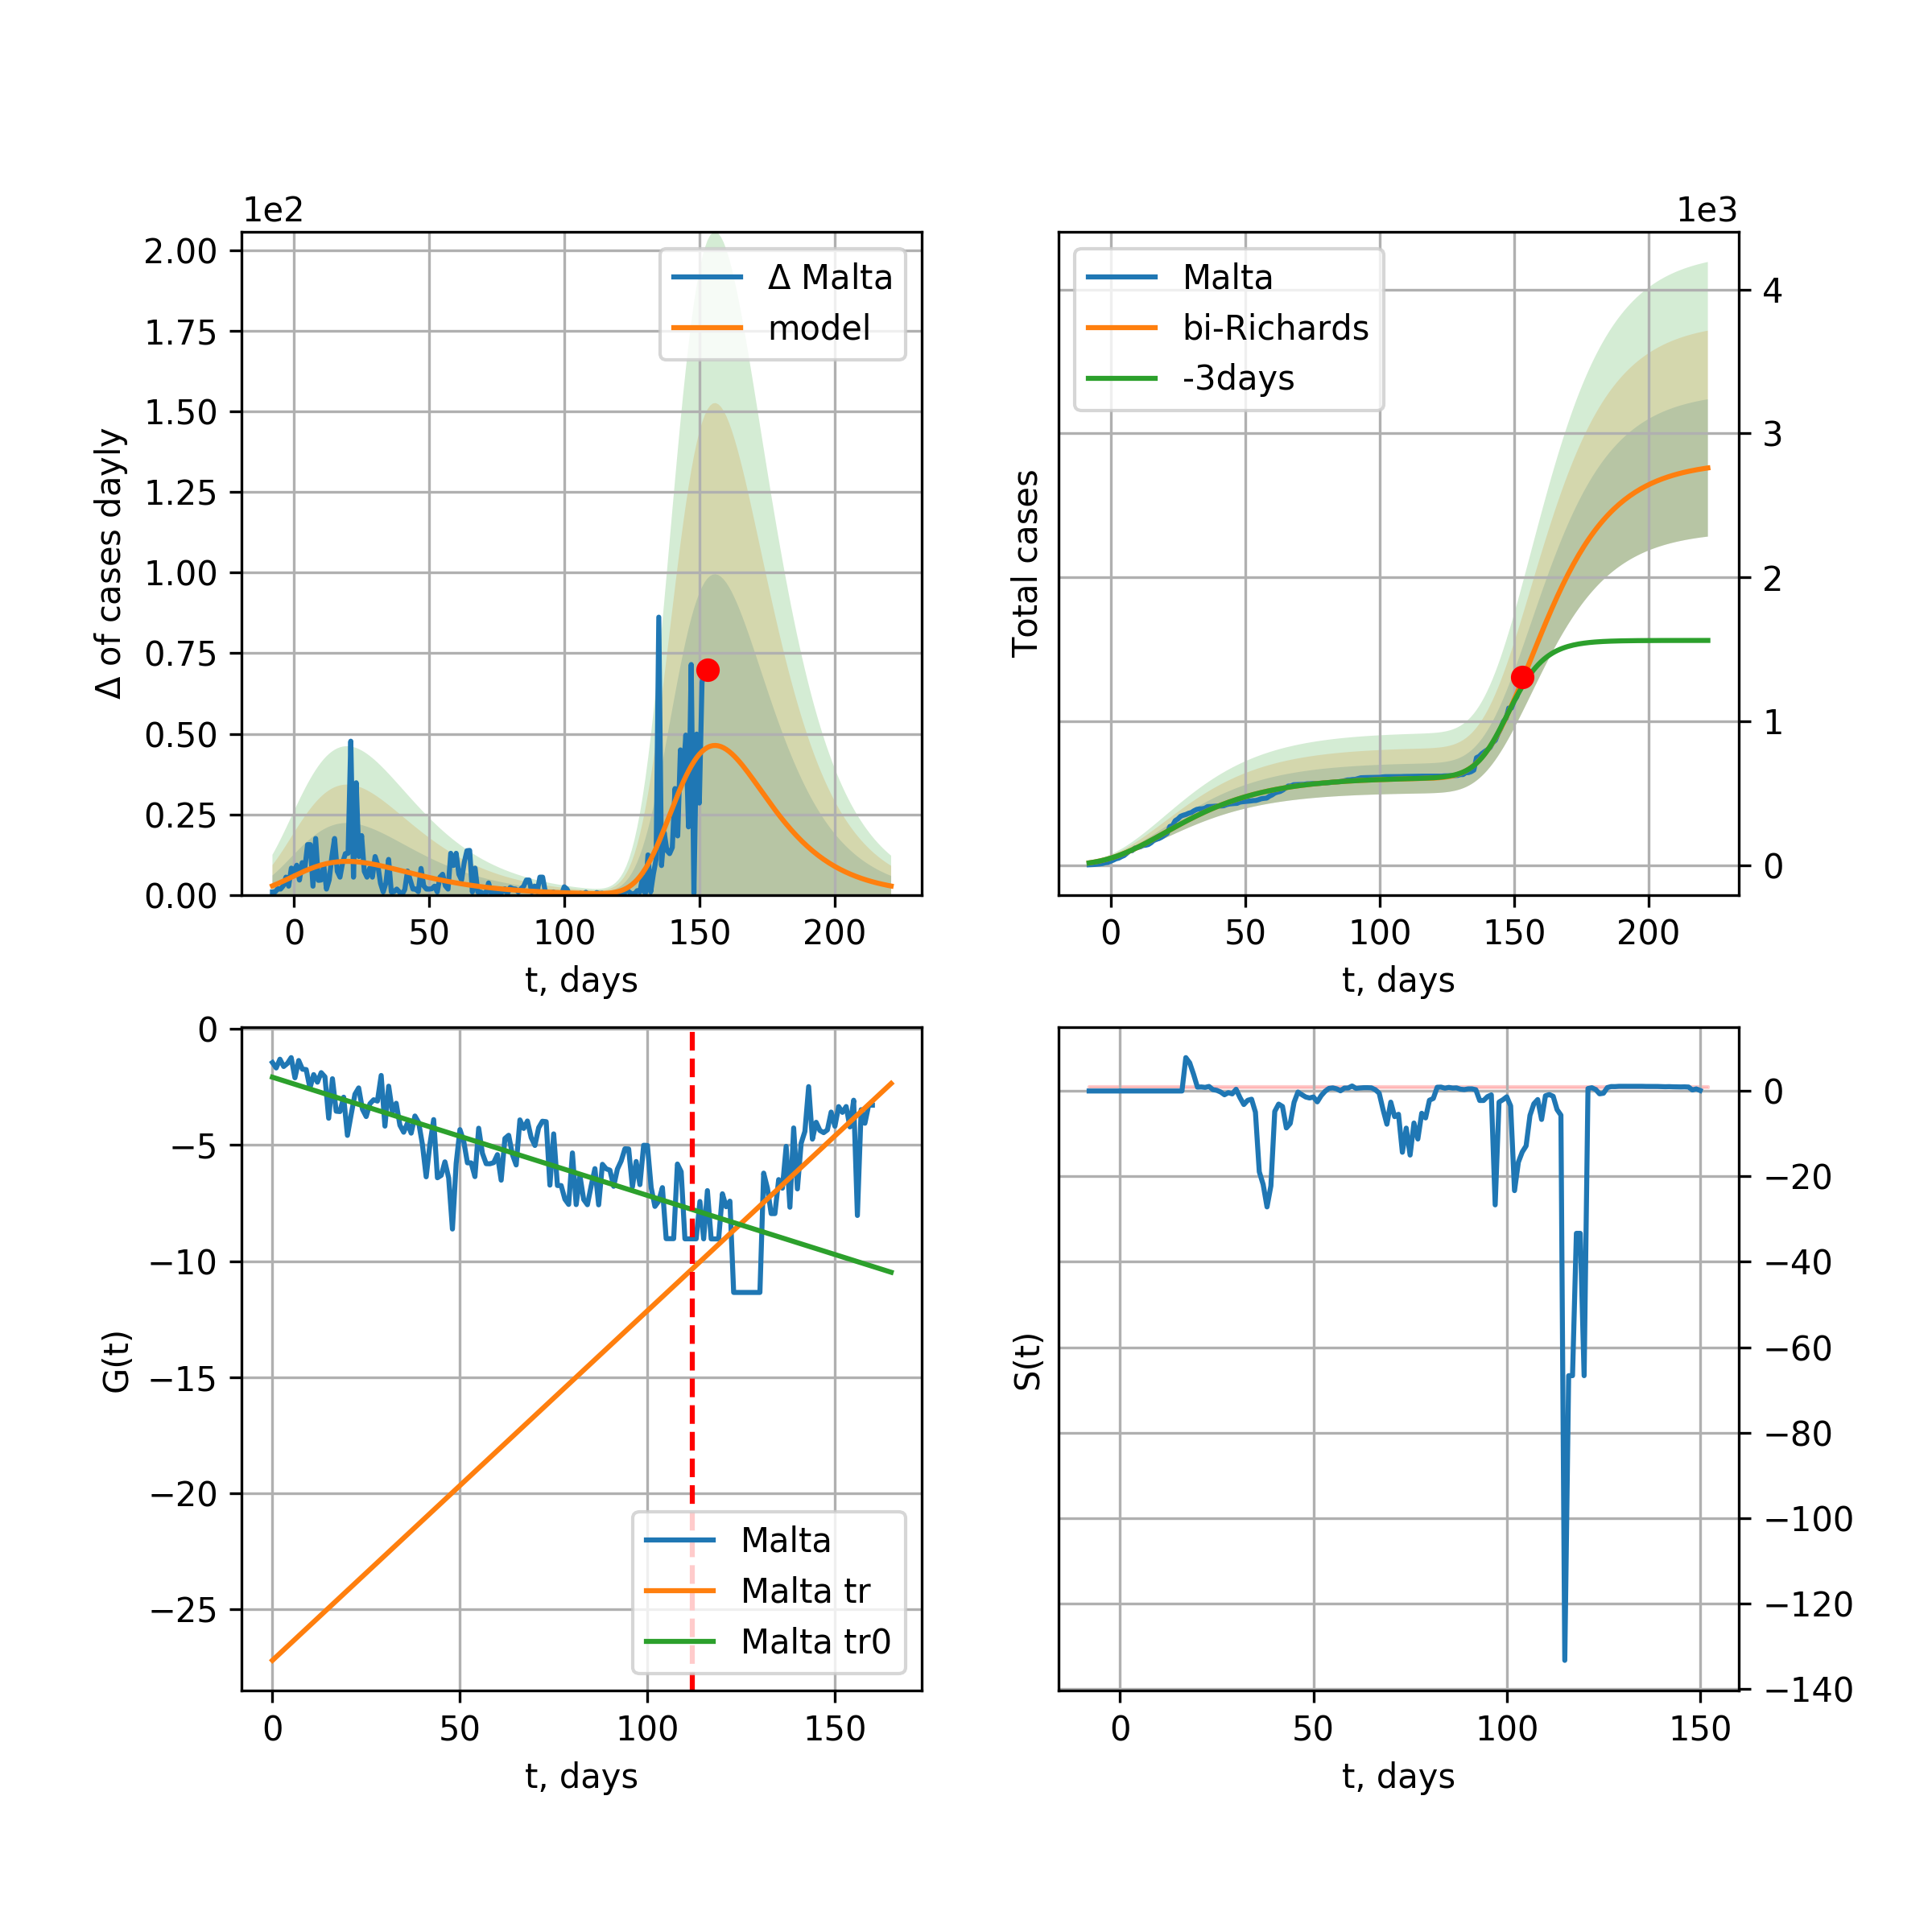 1e2
2.00
1.75
1.50
1.25
1.00
0.75
0.50
0.25
0.00
Δ of cases dayly
Δ Malta
model
0 50 100 150 200
t, days
1e3
Malta
bi-Richards
-3days
Total cases
4
3
2
1
0
0 50 100 150 200
t, days
0
−5
−10
−15
−20
−25
G(t)
Malta
Malta tr
Malta tr0
0 50 100 150
t, days
S(t)
0
−20
−40
−60
−80
−100
−120
−140
0 50 100 150
t, days